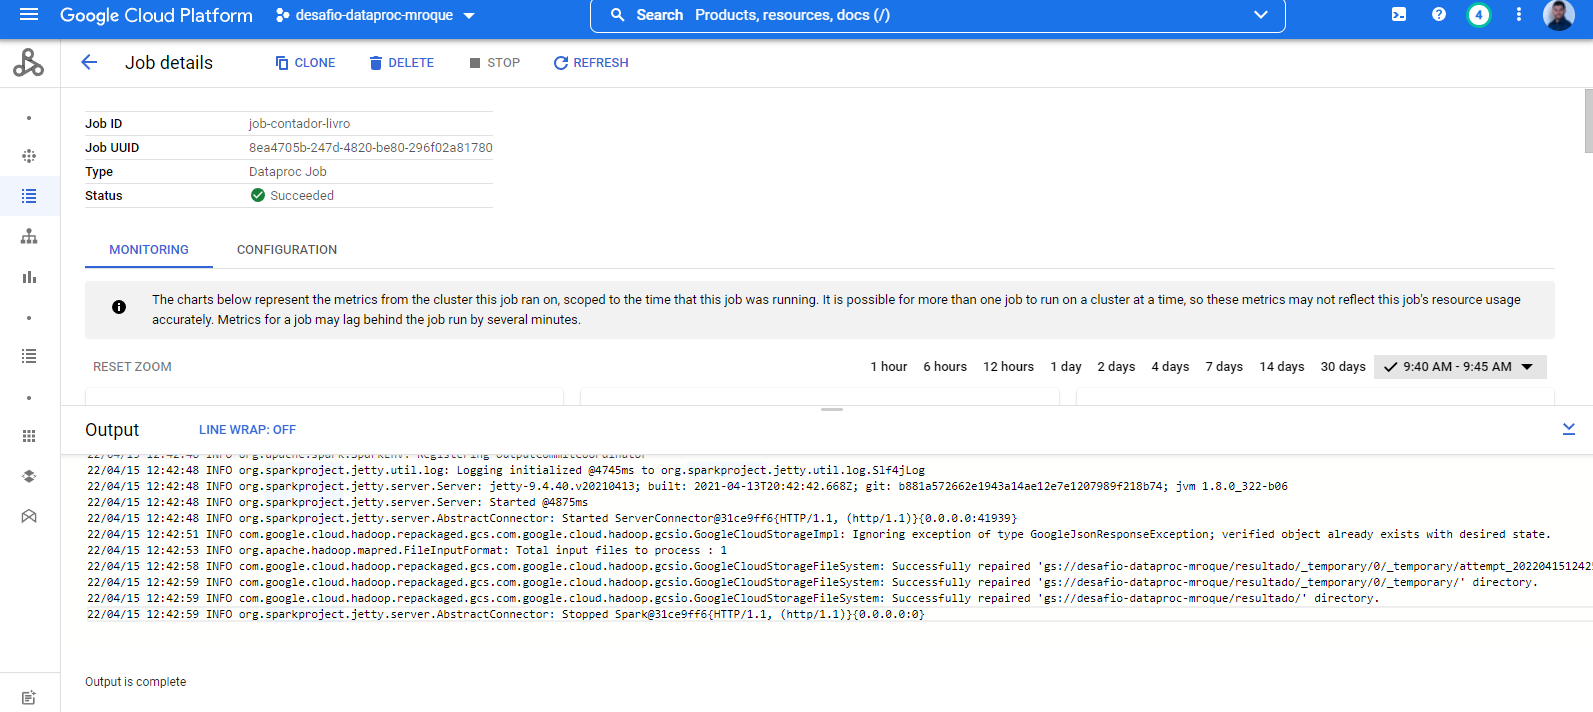 Google Cloud Platform
desafio-dataproc-mroque
Search Products, resources, docs (/)
4
Job details
CLONE
DELETE
STOP
REFRESH
Job ID job-contador-livro
Job UUID 8ea4705b-247d-4820-be80-296f02a81780
Type Dataproc Job
Status Succeeded
MONITORING
CONFIGURATION
The charts below represent the metrics from the cluster this job ran on, scoped to the time that this job was running. It is possible for more than one job to run on a cluster at a time, so these metrics may not reflect this job's resource usage
accurately. Metrics for a job may lag behind the job run by several minutes.
RESET ZOOM
1 hour 6 hours 12 hours 1 day 2 days 4 days 7 days 14 days 30 days 9:40 AM - 9:45 AM
Output
LINE WRAP: OFF
22/04/15 12:42:48 INFO org.apache.spark.SparkEnv: Registering OutputCommitCoordinator
22/04/15 12:42:48 INFO org.sparkproject.jetty.util.log: Logging initialized @4745ms to org.sparkproject.jetty.util.log.Slf4jLog
22/04/15 12:42:48 INFO org.sparkproject.jetty.server.Server: jetty-9.4.40.v20210413; built: 2021-04-13T20:42:42.668Z; git: b881a572662e1943a14ae12e7e1207989f218b74; jvm 1.8.0_322-b06
22/04/15 12:42:48 INFO org.sparkproject.jetty.server.Server: Started @4875ms
22/04/15 12:42:48 INFO org.sparkproject.jetty.server.AbstractConnector: Started ServerConnector@31ce9ff6{HTTP/1.1, (http/1.1)}{0.0.0.0:41939}
22/04/15 12:42:51 INFO com.google.cloud.hadoop.repackaged.gcs.com.google.cloud.hadoop.gcsio.GoogleCloudStorageImpl: Ignoring exception of type GoogleJsonResponseException; verified object already exists with desired state.
22/04/15 12:42:53 INFO org.apache.hadoop.mapred.FileInputFormat: Total input files to process : 1
22/04/15 12:42:58 INFO com.google.cloud.hadoop.repackaged.gcs.com.google.cloud.hadoop.gcsio.GoogleCloudStorageFileSystem: Successfully repaired 'gs://desafio-dataproc-mroque/resultado/_temporary/0/_temporary/attempt_2022041512425
22/04/15 12:42:59 INFO com.google.cloud.hadoop.repackaged.gcs.com.google.cloud.hadoop.gcsio.GoogleCloudStorageFileSystem: Successfully repaired 'gs://desafio-dataproc-mroque/resultado/_temporary/0/_temporary/' directory.
22/04/15 12:42:59 INFO com.google.cloud.hadoop.repackaged.gcs.com.google.cloud.hadoop.gcsio.GoogleCloudStorageFileSystem: Successfully repaired 'gs://desafio-dataproc-mroque/resultado/' directory.
22/04/15 12:42:59 INFO org.sparkproject.jetty.server.AbstractConnector: Stopped Spark@31ce9ff6{HTTP/1.1, (http/1.1)}{0.0.0.0:0}
Output is complete